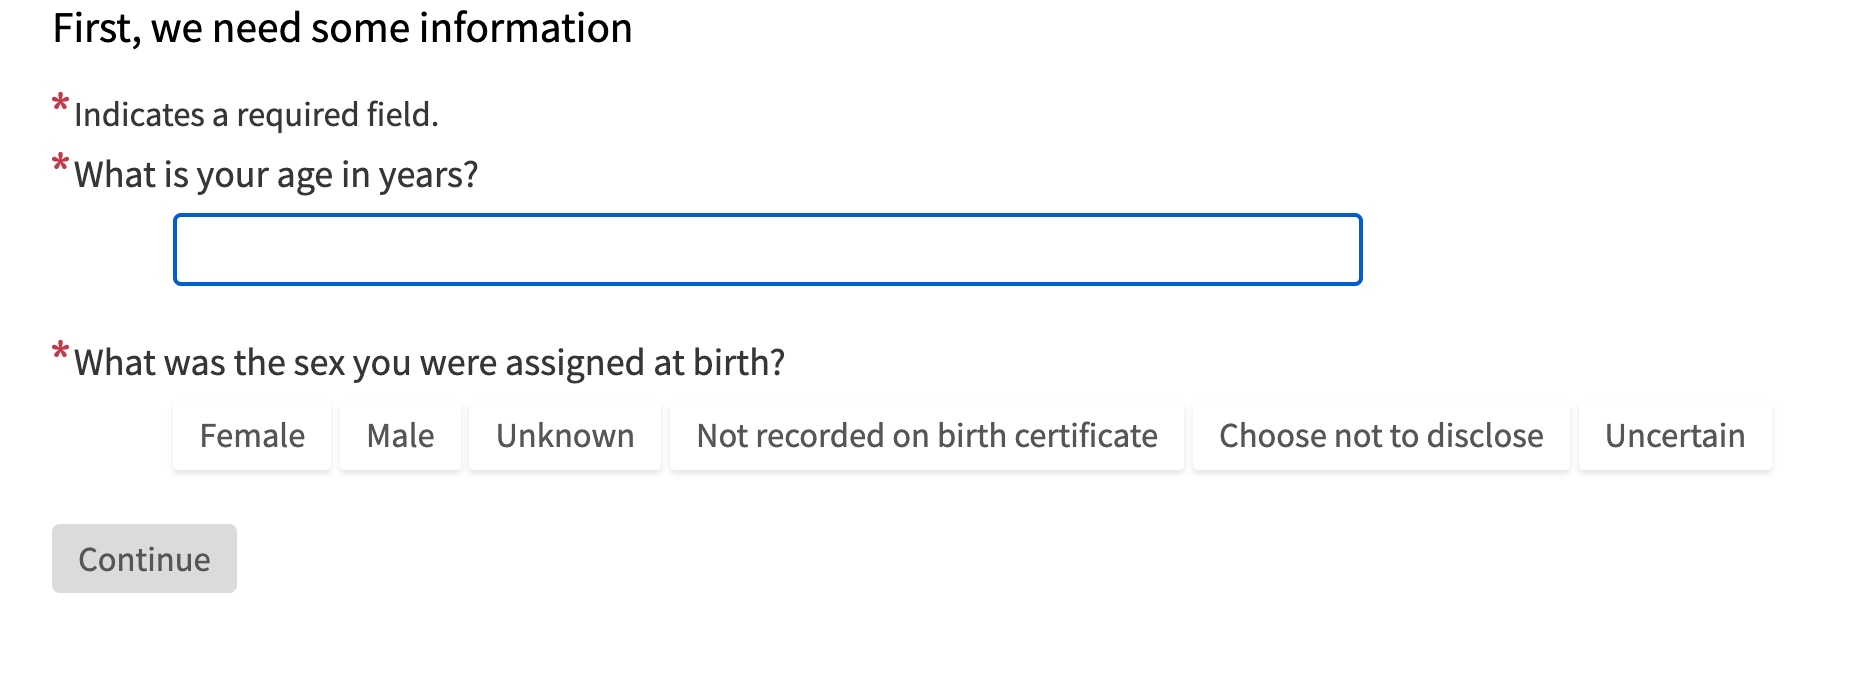 First, we need some information
*Indicates a required field.
*What is your age in years?
*What was the sex you were assigned at birth?
Female Male Unknown Not recorded on birth certificate Choose not to disclose Uncertain
Continue